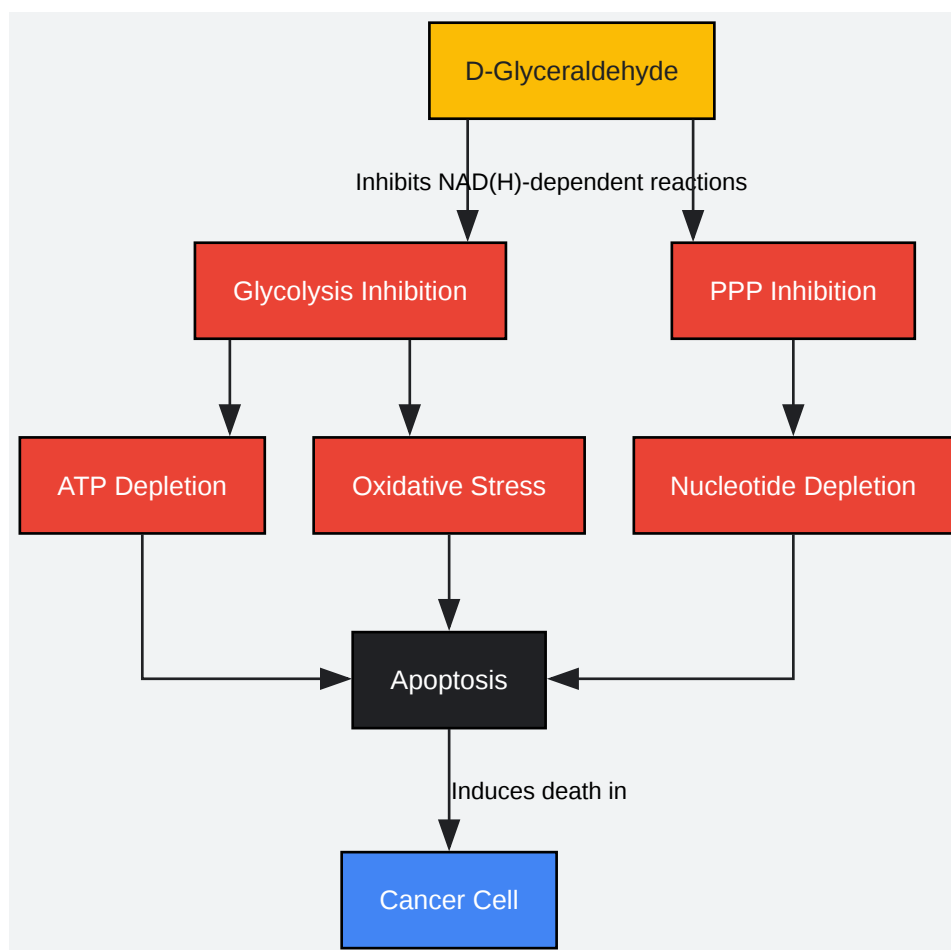 D-Glyceraldehyde
Inhibits NAD(H)-dependent reactions
Glycolysis Inhibition
PPP Inhibition
ATP Depletion
Oxidative Stress
Nucleotide Depletion
Apoptosis
Induces death in
Cancer Cell